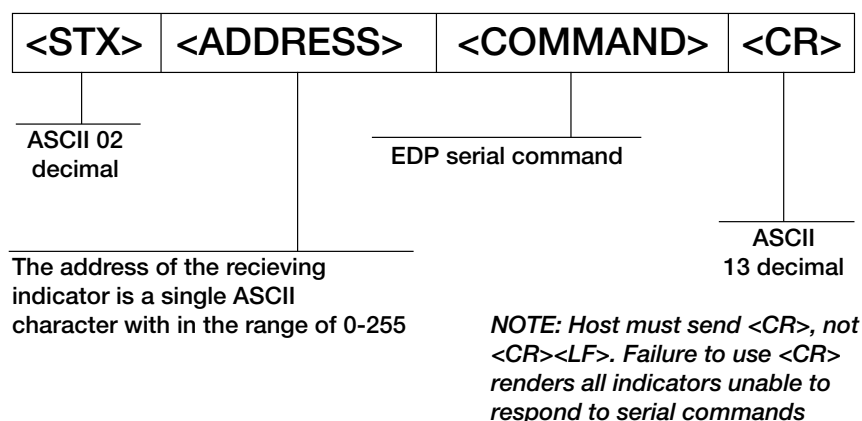 <STX> <ADDRESS> <COMMAND> <CR>
ASCII 02
decimal
EDP serial command
ASCII
13 decimal
The address of the recieving
indicator is a single ASCII
character with in the range of 0-255
NOTE: Host must send <CR>, not
<CR><LF>. Failure to use <CR>
renders all indicators unable to
respond to serial commands